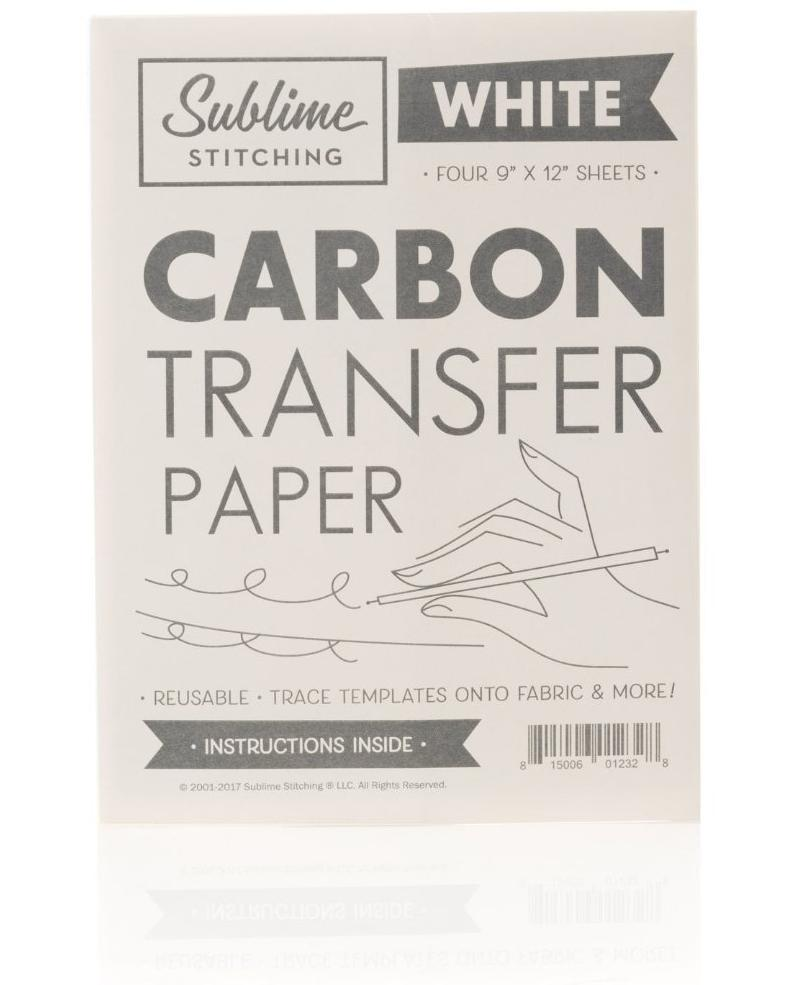 Sublime
STITCHING
WHITE
• FOUR 9” X 12” SHEETS •
CARBON
TRANSFER
PAPER
• REUSABLE • TRACE TEMPLATES ONTO FABRIC & MORE!
• INSTRUCTIONS INSIDE •
8 15006 01232 8
© 2001-2017 Sublime Stitching ® LLC. All Rights Reserved.